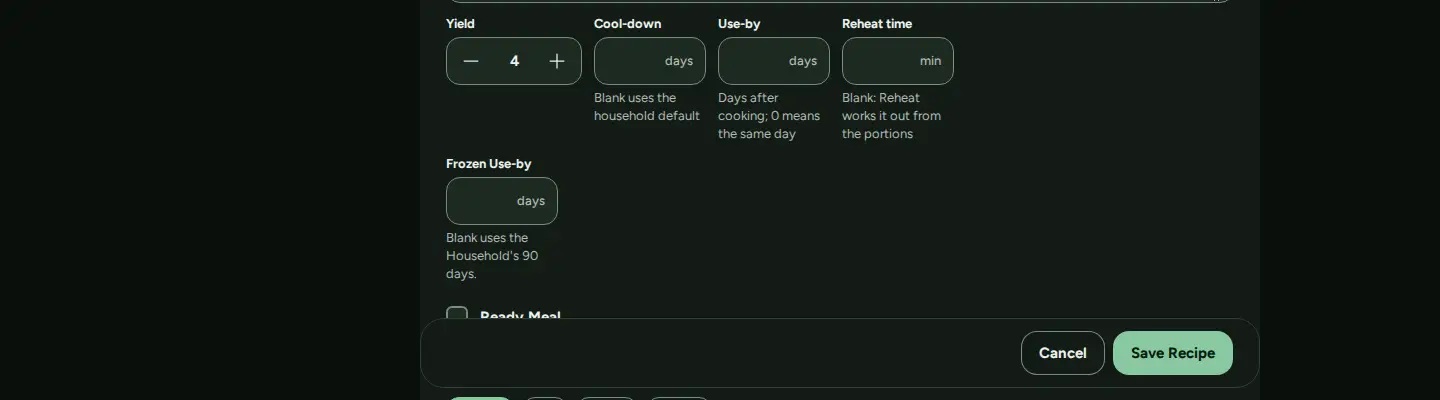 Yield
Cool-down
Use-by
Reheat time
4
days
days
min
Blank uses the
household default
Days after
cooking; 0 means
the same day
Blank: Reheat
works it out from
the portions
Frozen Use-by
days
Blank uses the
Household's 90
days.
Ready Meal
Cancel
Save Recipe